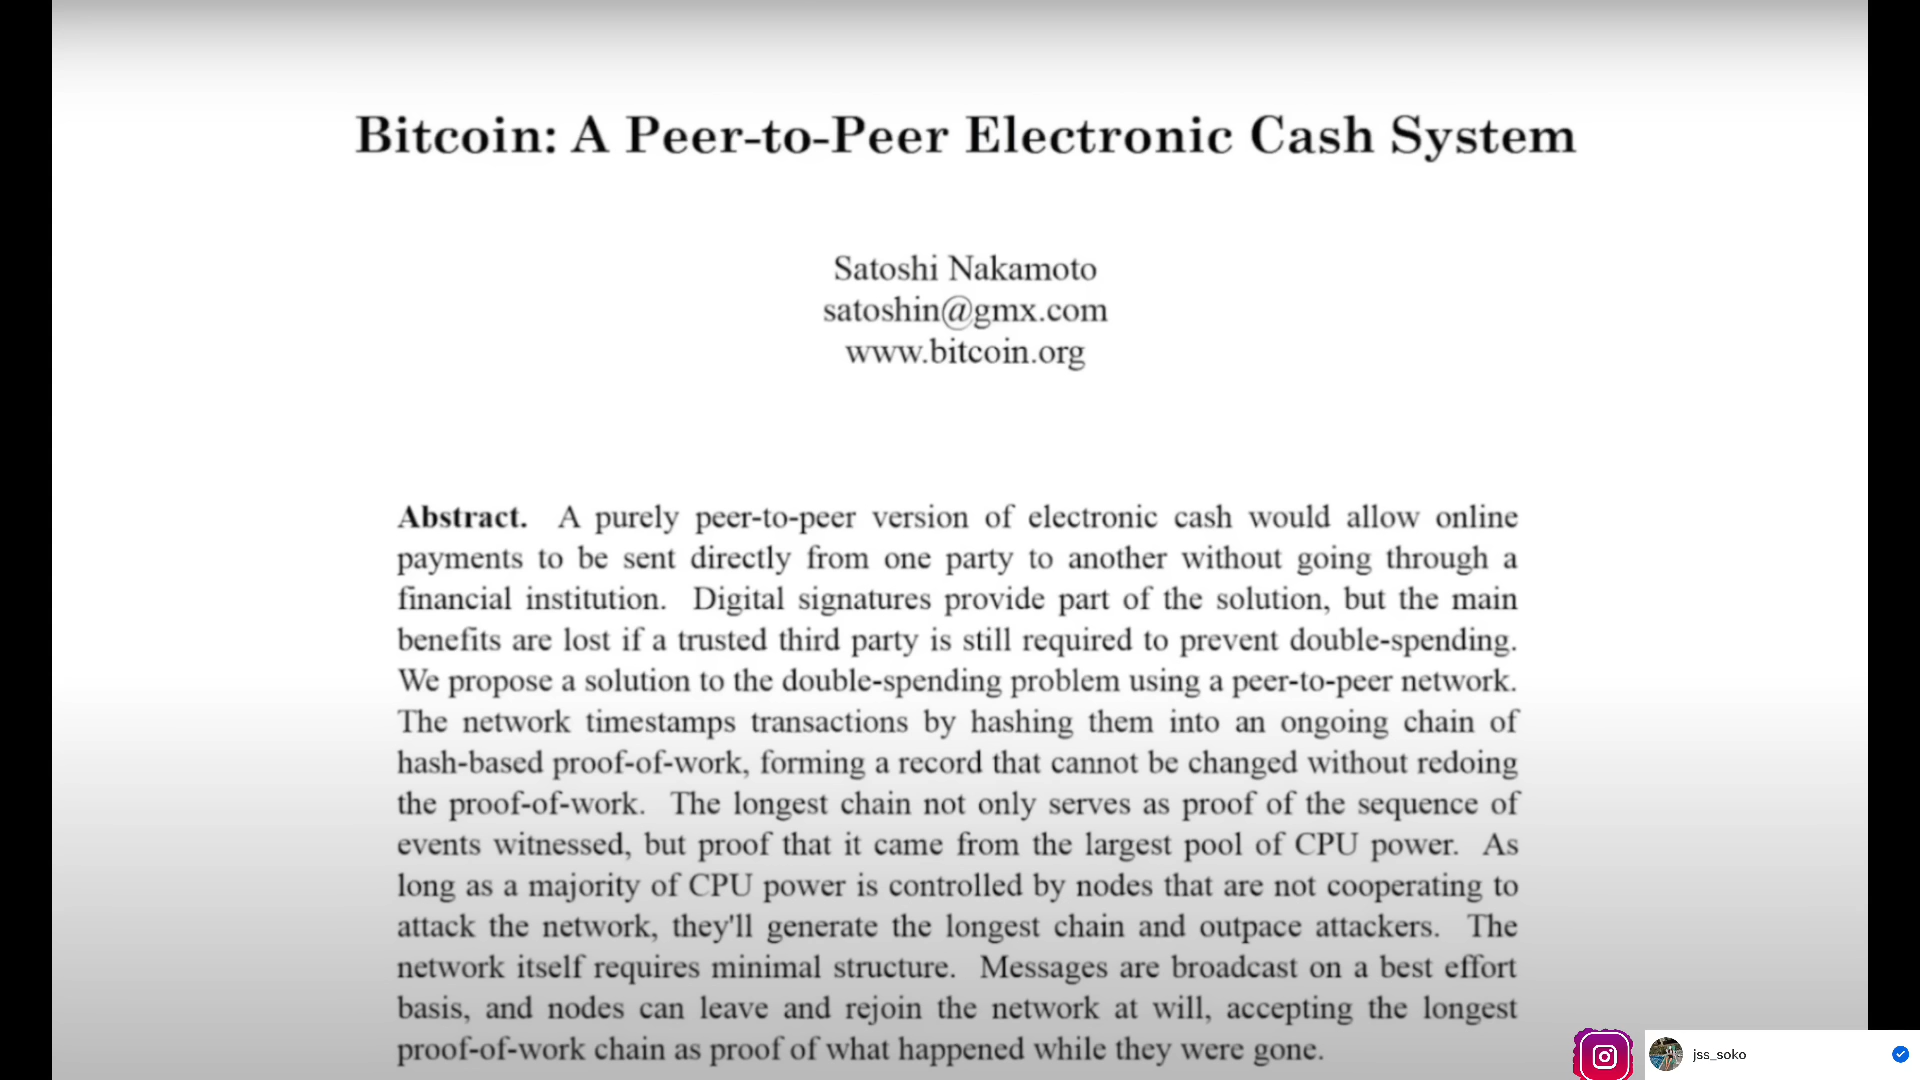 Bitcoin: A Peer-to-Peer Electronic Cash System
Satoshi Nakamoto
satoshin@gmx.com
www.bitcoin.org
Abstract. A purely peer-to-peer version of electronic cash would allow online
payments to be sent directly from one party to another without going through a
financial institution. Digital signatures provide part of the solution, but the main
benefits are lost if a trusted third party is still required to prevent double-spending.
We propose a solution to the double-spending problem using a peer-to-peer network.
The network timestamps transactions by hashing them into an ongoing chain of
hash-based proof-of-work, forming a record that cannot be changed without redoing
the proof-of-work. The longest chain not only serves as proof of the sequence of
events witnessed, but proof that it came from the largest pool of CPU power. As
long as a majority of CPU power is controlled by nodes that are not cooperating to
attack the network, they'll generate the longest chain and outpace attackers. The
network itself requires minimal structure. Messages are broadcast on a best effort
basis, and nodes can leave and rejoin the network at will, accepting the longest
proof-of-work chain as proof of what happened while they were gone.
jss_soko